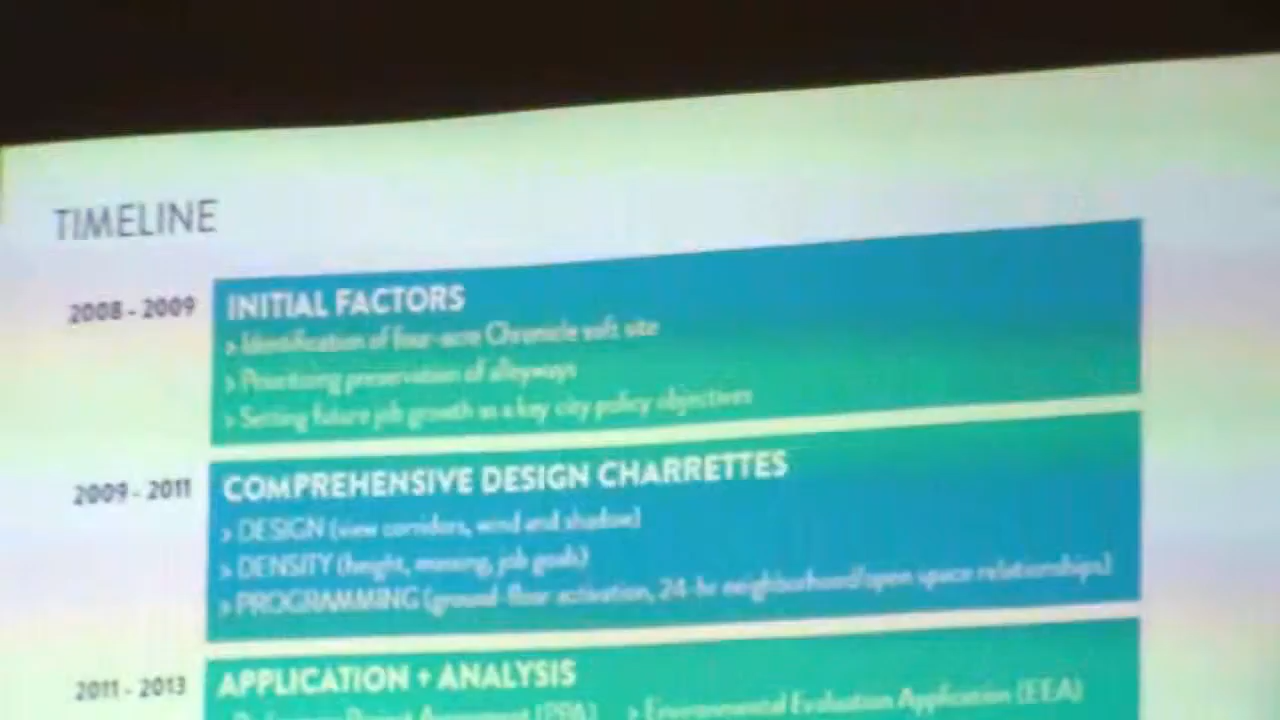 TIMELINE
2008 - 2009
INITIAL FACTORS
> Identification of four-acre Chronicle soft site
> Prioritizing preservation of alleyways
> Setting future job growth as a key city policy objectives
2009 - 2011
COMPREHENSIVE DESIGN CHARRETTES
> DESIGN (view corridors, wind and shadow)
> DENSITY (height, massing, job goals)
> PROGRAMMING (ground-floor activation, 24-hr neighborhood/open space relationships)
2011 - 2013
APPLICATION + ANALYSIS
Project Assessment (PPA) > Environmental Evaluation Application (EEA)